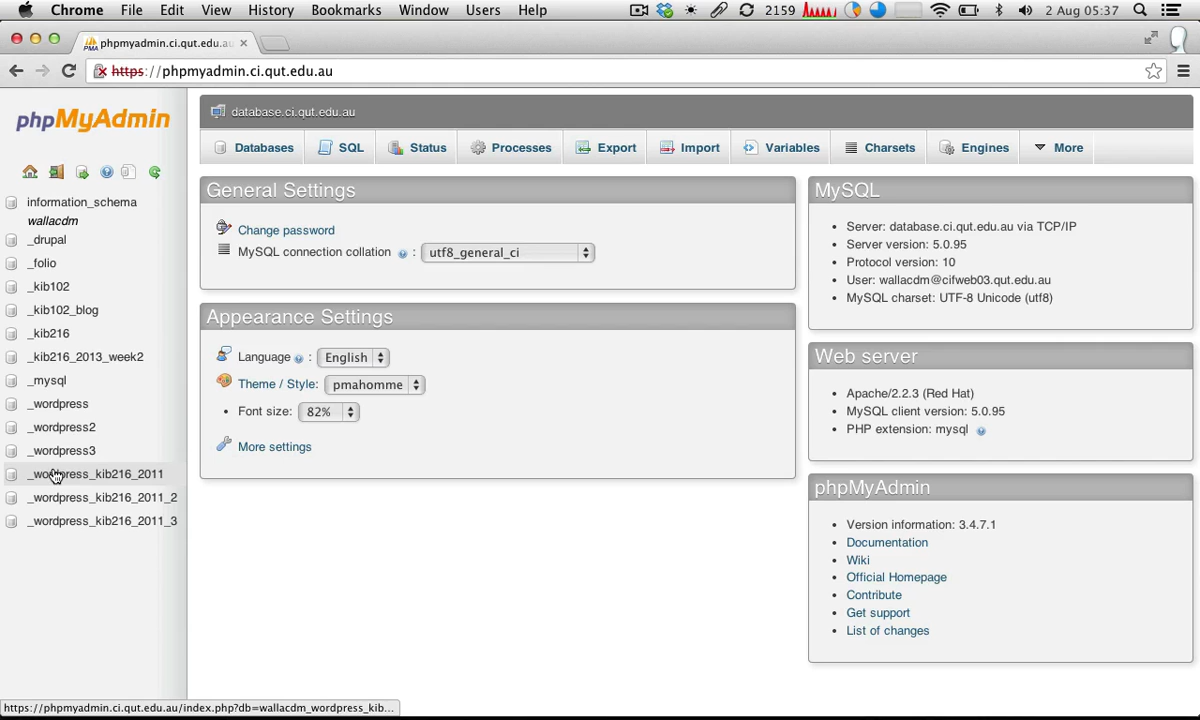 Chrome File Edit View History Bookmarks Window Users Help 2159 2 Aug 05:37
phpmyadmin.ci.qut.edu.au
https://phpmyadmin.ci.qut.edu.au
phpMyAdmin
database.ci.qut.edu.au
Databases SQL Status Processes Export Import Variables Charsets Engines More
information_schema
wallacdm
_drupal
_folio
_kib102
_kib102_blog
_kib216
_kib216_2013_week2
_mysql
_wordpress
_wordpress2
_wordpress3
_wordpress_kib216_2011
_wordpress_kib216_2011_2
_wordpress_kib216_2011_3
General Settings
Change password
MySQL connection collation : utf8_general_ci
Appearance Settings
Language : English
Theme / Style: pmahomme
• Font size: 82%
More settings
MySQL
• Server: database.ci.qut.edu.au via TCP/IP
• Server version: 5.0.95
• Protocol version: 10
• User: wallacdm@cifweb03.qut.edu.au
• MySQL charset: UTF-8 Unicode (utf8)
Web server
• Apache/2.2.3 (Red Hat)
• MySQL client version: 5.0.95
• PHP extension: mysql
phpMyAdmin
• Version information: 3.4.7.1
• Documentation
• Wiki
• Official Homepage
• Contribute
• Get support
• List of changes
https://phpmyadmin.ci.qut.edu.au/index.php?db=wallacdm_wordpress_kib...